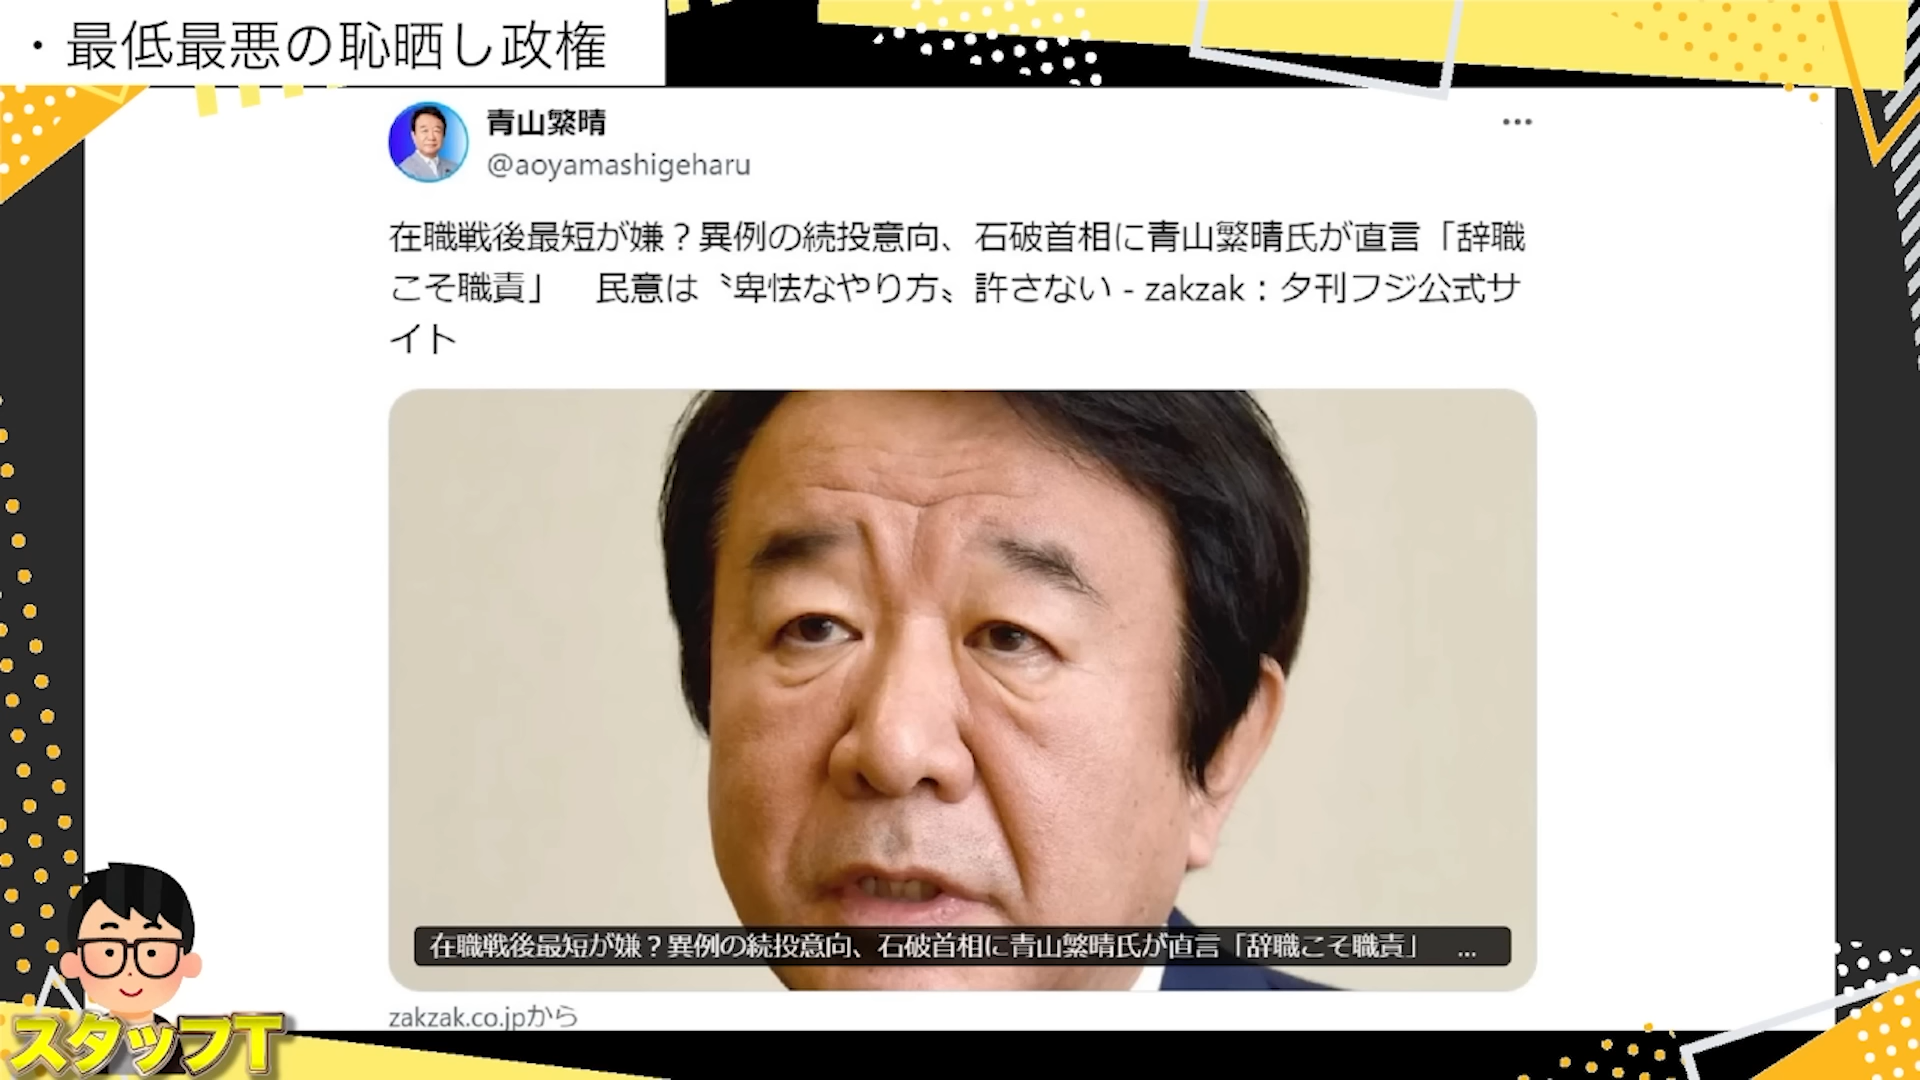 ・最低最悪の恥晒し政権
青山繁晴
@aoyamashigeharu
在職戦後最短が嫌？異例の続投意向、石破首相に青山繁晴氏が直言「辞職
こそ職責」　民意は〝卑怯なやり方〟許さない - zakzak：夕刊フジ公式サ
イト
在職戦後最短が嫌？異例の続投意向、石破首相に青山繁晴氏が直言「辞職こそ職責」　...
zakzak.co.jpから
スタッフT